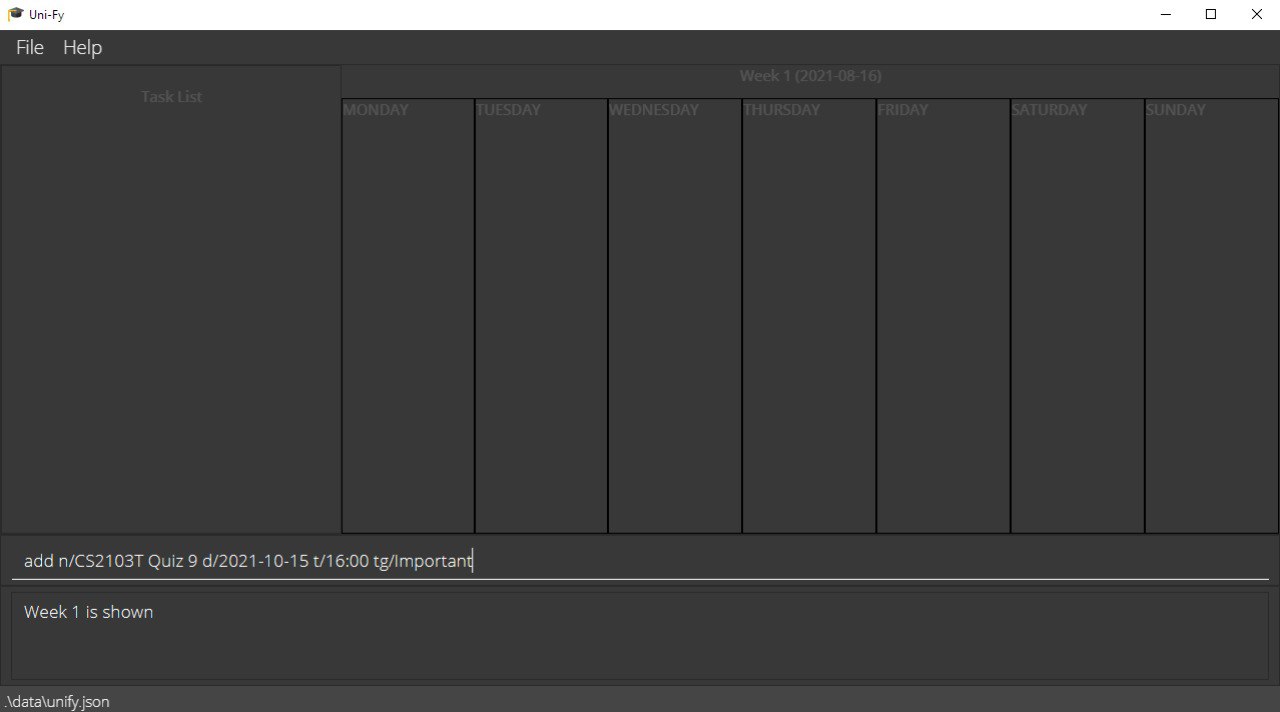 Uni-Fy
File Help
Task List
Week 1 (2021-08-16)
MONDAY TUESDAY WEDNESDAY THURSDAY FRIDAY SATURDAY SUNDAY
add n/CS2103T Quiz 9 d/2021-10-15 t/16:00 tg/Important
Week 1 is shown
.\data\unify.json